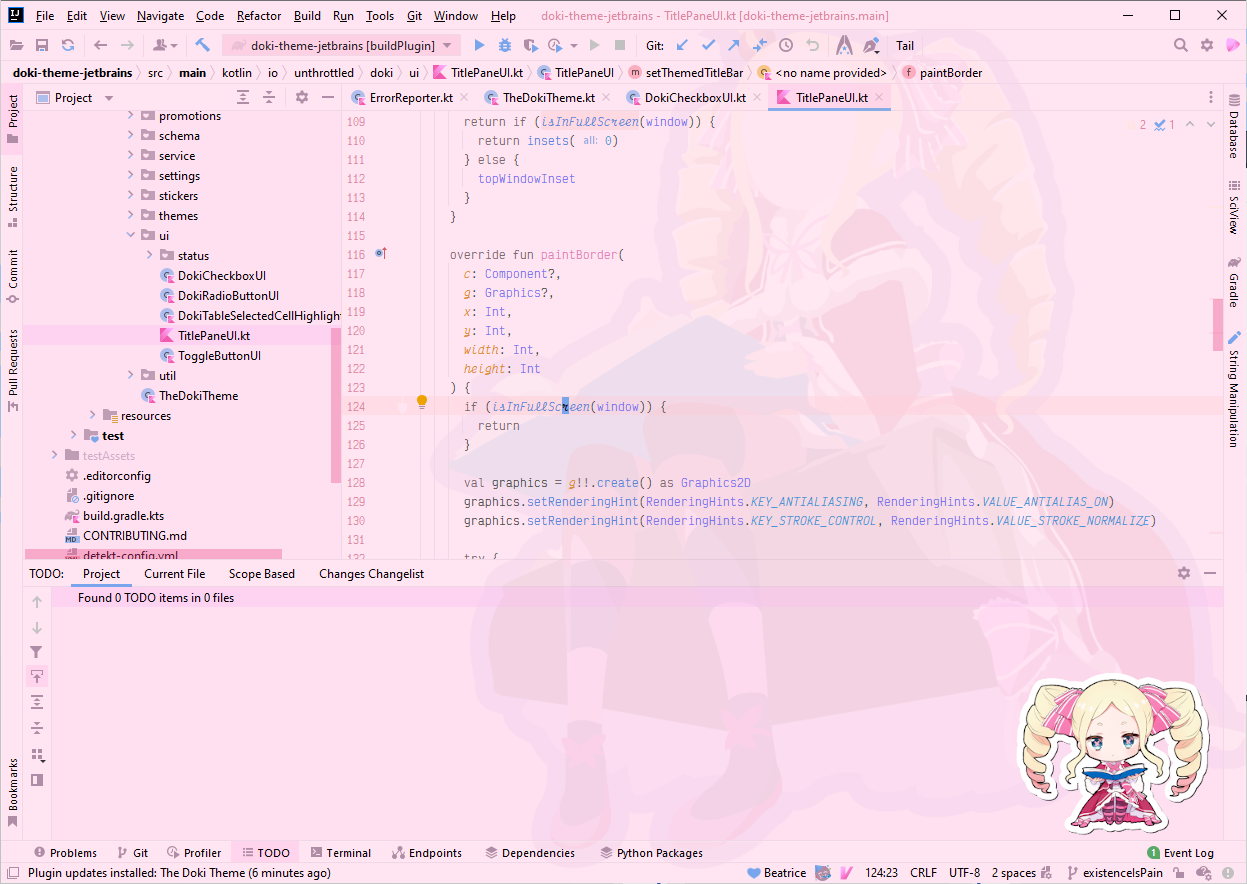 IJ File Edit View Navigate Code Refactor Build Run Tools Git Window Help doki-theme-jetbrains - TitlePaneUI.kt [doki-theme-jetbrains.main]
doki-theme-jetbrains [buildPlugin] Git: Tail
doki-theme-jetbrains src main kotlin io unthrottled doki ui TitlePaneUI.kt TitlePaneUI m setThemedTitleBar <no name provided> f paintBorder
Project
ErrorReporter.kt TheDokiTheme.kt DokiCheckboxUI.kt TitlePaneUI.kt
Project
Structure
Commit
Pull Requests
Bookmarks
promotions
schema
service
settings
stickers
themes
ui
status
DokiCheckboxUI
DokiRadioButtonUI
DokiTableSelectedCellHighlight
TitlePaneUI.kt
ToggleButtonUI
util
TheDokiTheme
resources
test
testAssets
.editorconfig
.gitignore
build.gradle.kts
MD↓ CONTRIBUTING.md
detekt-config.yml
2 1
109 return if (isInFullScreen(window)) {
110 return insets( all: 0)
111 } else {
112 topWindowInset
113 }
114 }
115
116 override fun paintBorder(
117 c: Component?,
118 g: Graphics?,
119 x: Int,
120 y: Int,
121 width: Int,
122 height: Int
123 ) {
124 if (isInFullScreen(window)) {
125 return
126 }
127
128 val graphics = g!!.create() as Graphics2D
129 graphics.setRenderingHint(RenderingHints.KEY_ANTIALIASING, RenderingHints.VALUE_ANTIALIAS_ON)
130 graphics.setRenderingHint(RenderingHints.KEY_STROKE_CONTROL, RenderingHints.VALUE_STROKE_NORMALIZE)
131
132 try {
Database
SciView
Gradle
String Manipulation
TODO: Project Current File Scope Based Changes Changelist
Found 0 TODO items in 0 files
Problems Git Profiler TODO Terminal Endpoints Dependencies Python Packages 1 Event Log
Plugin updates installed: The Doki Theme (6 minutes ago) Beatrice 124:23 CRLF UTF-8 2 spaces existenceIsPain